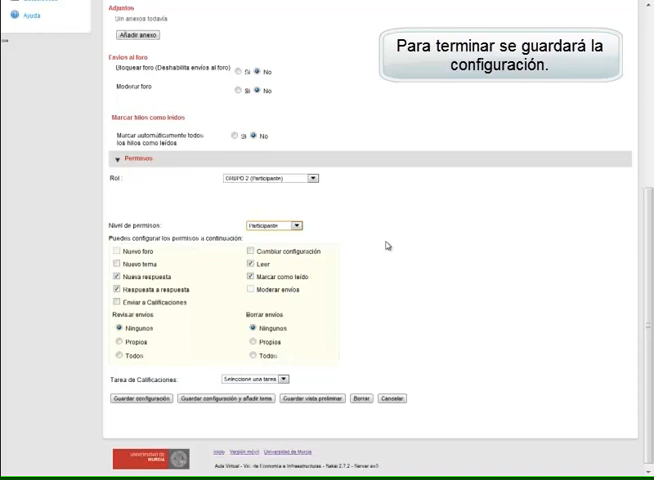 Ayuda
Adjuntos
Sin anexos todavía
Añadir anexo
Para terminar se guardará la
configuración.
Envíos al foro
Bloquear foro (Deshabilita envíos al foro)
Sí No
Moderar foro
Sí No
Marcar hilos como leídos
Marcar automáticamente todos
los hilos como leídos
Sí No
Permisos
Rol:
GRUPO 2 (Participante)
Nivel de permisos:
Participante
Puedes configurar los permisos a continuación:
Nuevo foro
Cambiar configuración
Nuevo tema
Leer
Nueva respuesta
Marcar como leído
Respuesta a respuesta
Moderar envíos
Enviar a Calificaciones
Revisar envíos
Borrar envíos
Ningunos
Ningunos
Propios
Propios
Todos
Todos
Tarea de Calificaciones:
Seleccione una tarea
Guardar configuración
Guardar configuración y añadir tema
Guardar vista preliminar
Borrar
Cancelar
UNIVERSIDAD DE
MURCIA
Inicio
Versión móvil
Universidad de Murcia